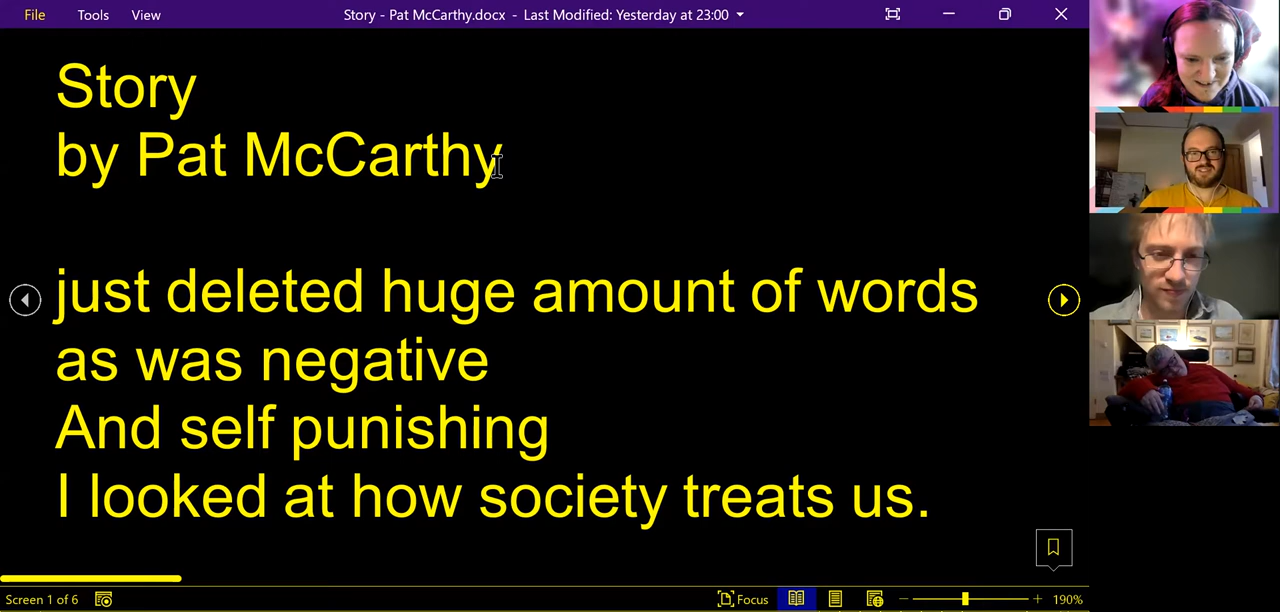 File Tools View Story - Pat McCarthy.docx - Last Modified: Yesterday at 23:00
Story
by Pat McCarthy
just deleted huge amount of words
as was negative
And self punishing
I looked at how society treats us.
Screen 1 of 6 Focus 190%